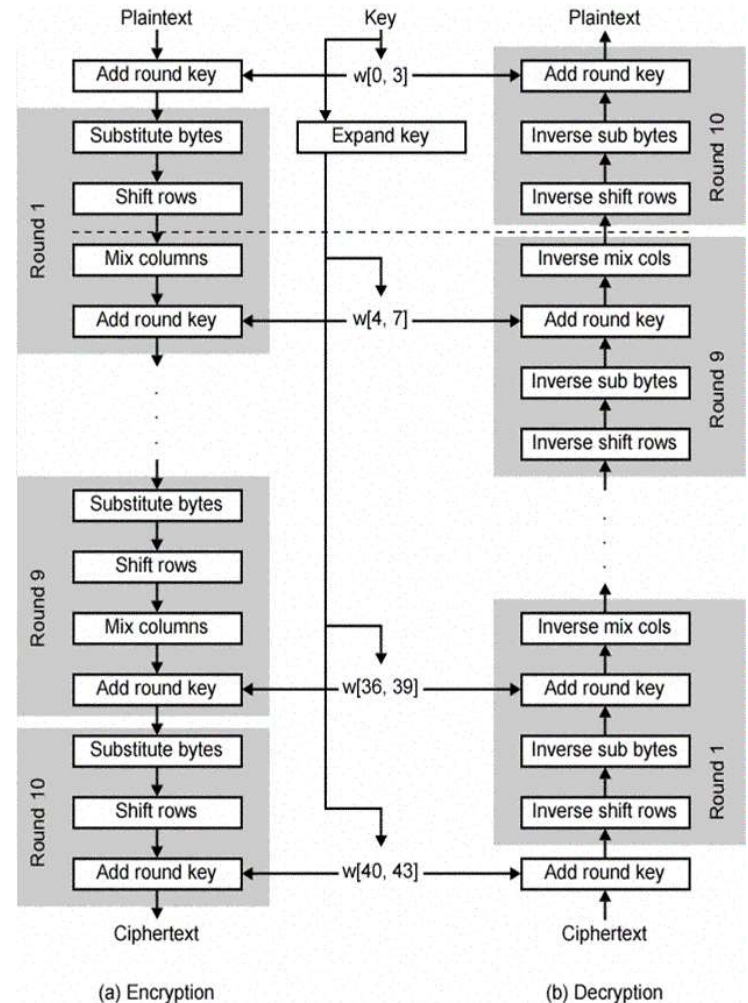 Plaintext
Key
Plaintext
Add round key
w[0, 3]
Add round key
Substitute bytes
Expand key
Inverse sub bytes
Round 10
Shift rows
Inverse shift rows
Round 1
Mix columns
Inverse mix cols
Add round key
w[4, 7]
Add round key
Inverse sub bytes
Round 9
Inverse shift rows
. . .
Substitute bytes
. . .
Shift rows
Round 9
Mix columns
Inverse mix cols
Add round key
w[36, 39]
Add round key
Substitute bytes
Inverse sub bytes
Round 1
Round 10
Shift rows
Inverse shift rows
Add round key
w[40, 43]
Add round key
Ciphertext
Ciphertext
(a) Encryption
(b) Decryption